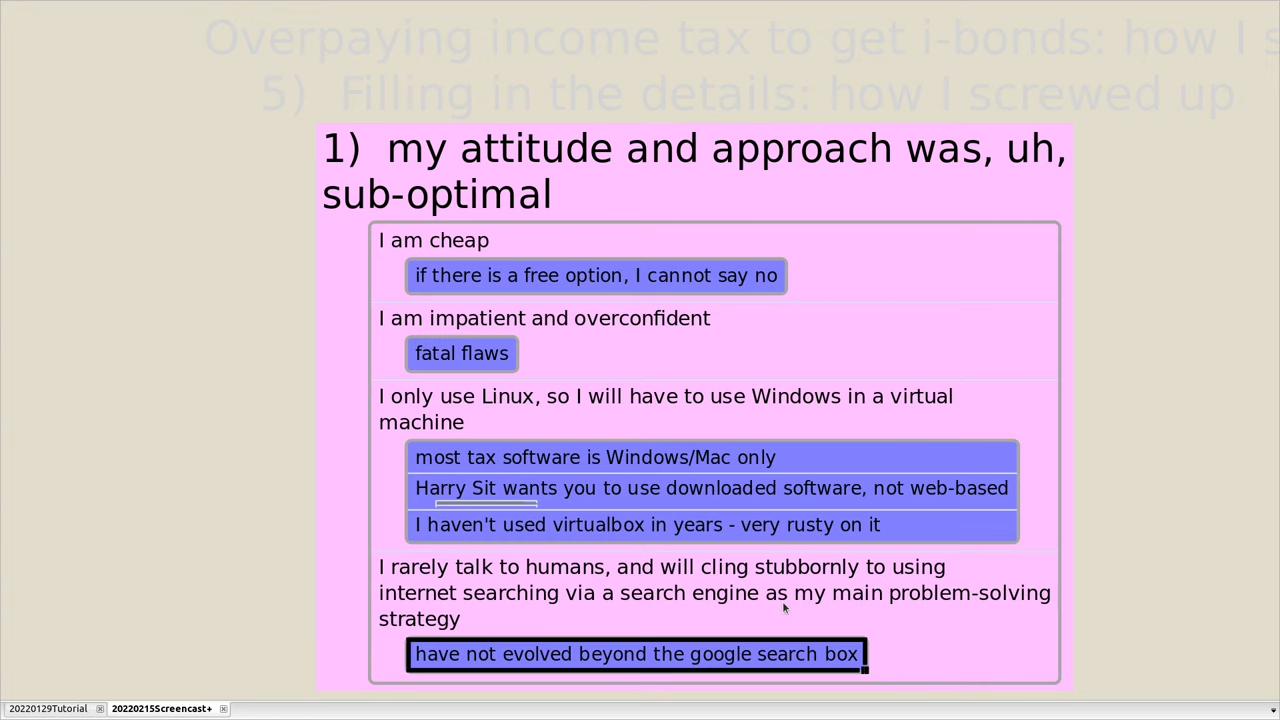 Overpaying income tax to get i-bonds: how I s
5) Filling in the details: how I screwed up
1) my attitude and approach was, uh,
sub-optimal
I am cheap
if there is a free option, I cannot say no
I am impatient and overconfident
fatal flaws
I only use Linux, so I will have to use Windows in a virtual
machine
most tax software is Windows/Mac only
Harry Sit wants you to use downloaded software, not web-based
I haven't used virtualbox in years - very rusty on it
I rarely talk to humans, and will cling stubbornly to using
internet searching via a search engine as my main problem-solving
strategy
have not evolved beyond the google search box
20220129Tutorial 20220215Screencast+